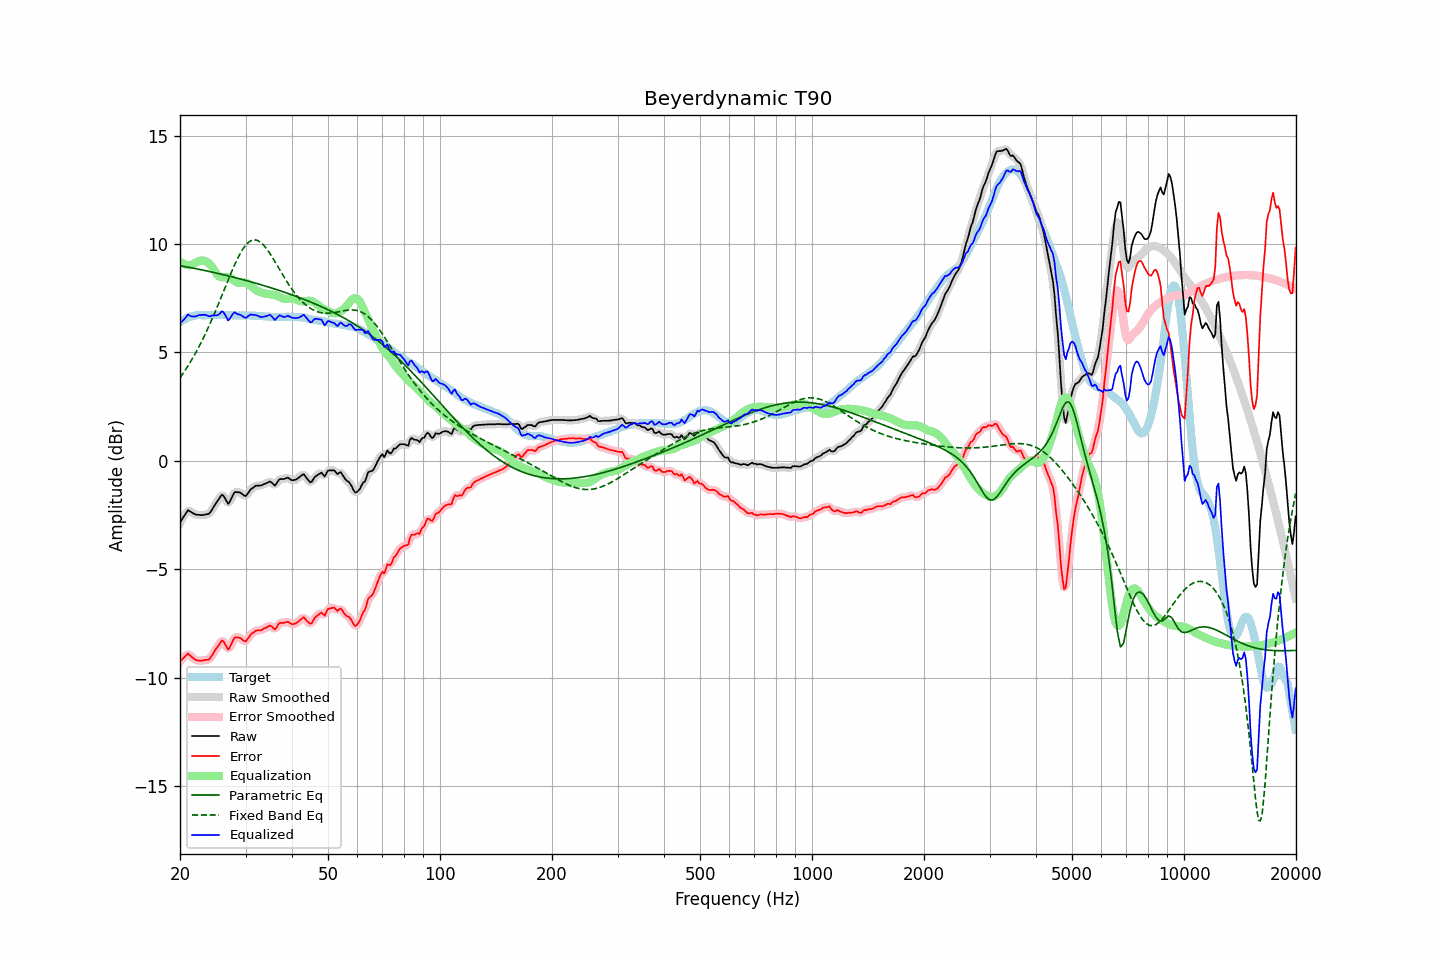 Beyerdynamic T90
Amplitude (dBr)
15
10
5
0
−5
−10
−15
Target
Raw Smoothed
Error Smoothed
Raw
Error
Equalization
Parametric Eq
Fixed Band Eq
Equalized
20 50 100 200 500 1000 2000 5000 10000 20000
Frequency (Hz)